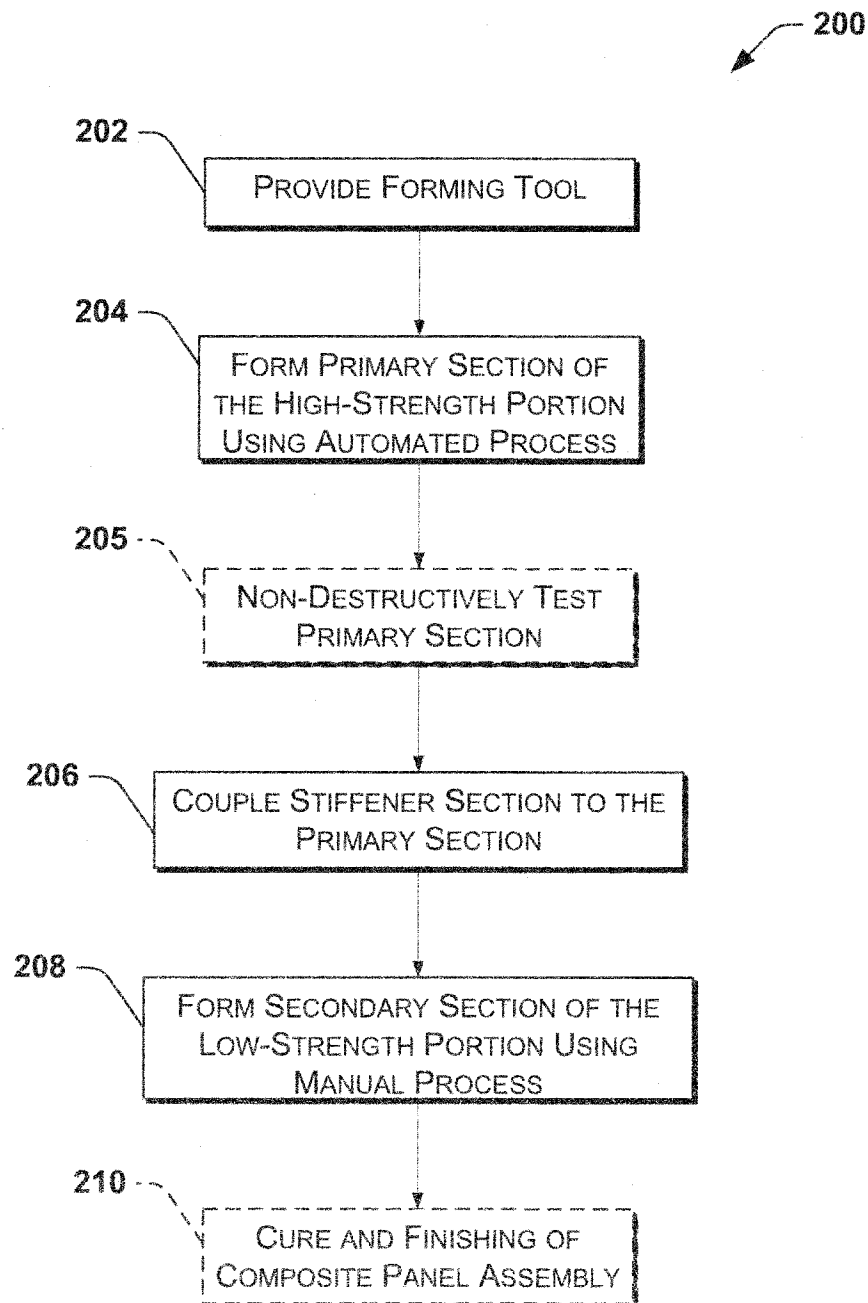 200
202
PROVIDE FORMING TOOL
204
FORM PRIMARY SECTION OF
THE HIGH-STRENGTH PORTION
USING AUTOMATED PROCESS
205
NON-DESTRUCTIVELY TEST
PRIMARY SECTION
206
COUPLE STIFFENER SECTION TO THE
PRIMARY SECTION
208
FORM SECONDARY SECTION OF THE
LOW-STRENGTH PORTION USING
MANUAL PROCESS
210
CURE AND FINISHING OF
COMPOSITE PANEL ASSEMBLY